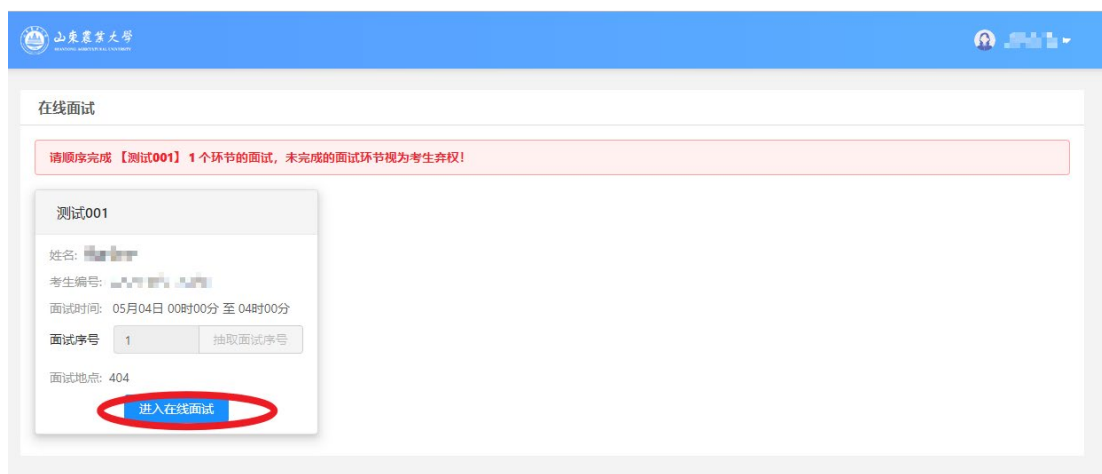 山东农业大学
SHANDONG AGRICULTURAL UNIVERSITY
在线面试
请顺序完成 【测试001】 1 个环节的面试，未完成的面试环节视为考生弃权！
测试001
姓名:
考生编号:
面试时间: 05月04日 00时00分 至 04时00分
面试序号 1 抽取面试序号
面试地点: 404
进入在线面试